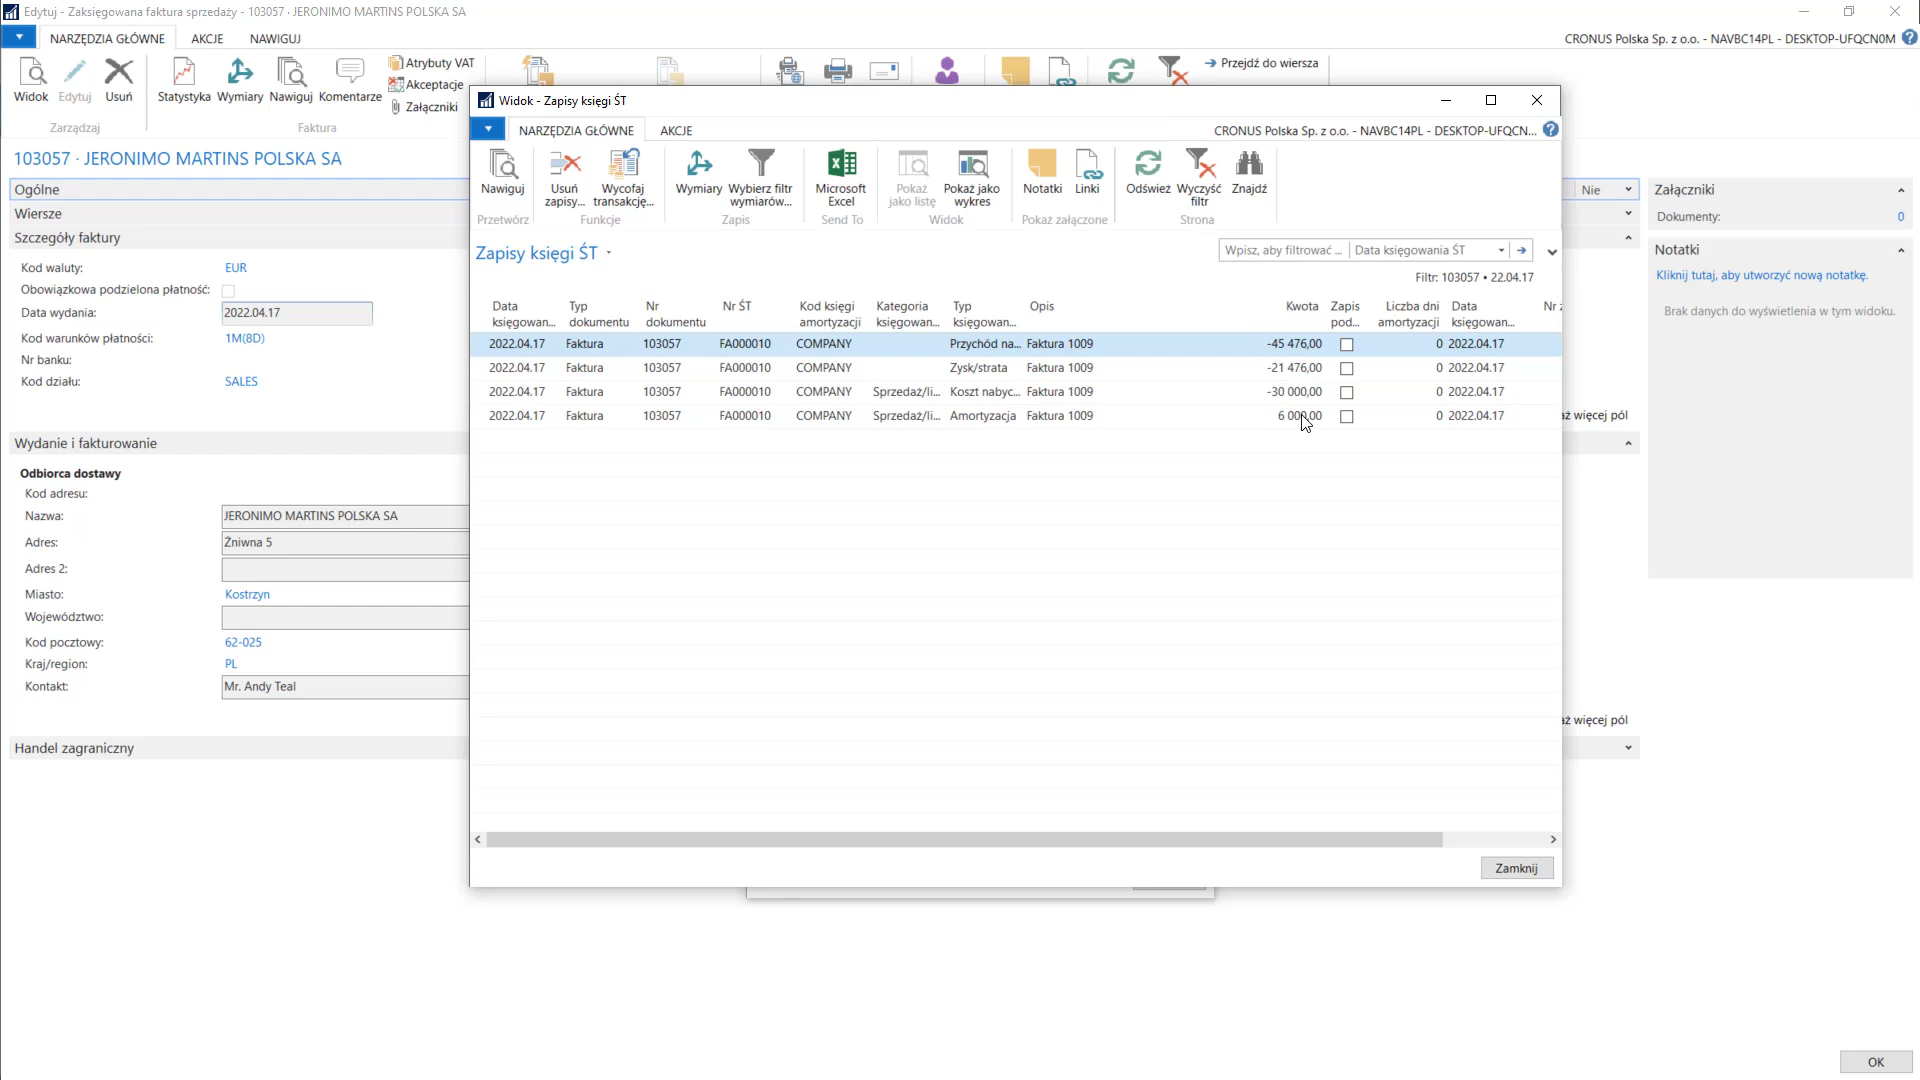 Edytuj - Zaksięgowana faktura sprzedaży - 103057 · JERONIMO MARTINS POLSKA SA
NARZĘDZIA GŁÓWNE AKCJE NAWIGUJ
CRONUS Polska Sp. z o.o. - NAVBC14PL - DESKTOP-UFQCN0M
Widok Edytuj Usuń
Zarządzaj
Statystyka Wymiary Nawiguj Komentarze
Atrybuty VAT
Akceptacje
Załączniki
Faktura
Przejdź do wiersza
103057 · JERONIMO MARTINS POLSKA SA
Ogólne
Wiersze
Szczegóły faktury
Kod waluty: EUR
Obowiązkowa podzielona płatność:
Data wydania: 2022.04.17
Kod warunków płatności: 1M(8D)
Nr banku:
Kod działu: SALES
Wydanie i fakturowanie
Odbiorca dostawy
Kod adresu:
Nazwa: JERONIMO MARTINS POLSKA SA
Adres: Żniwna 5
Adres 2:
Miasto: Kostrzyn
Województwo:
Kod pocztowy: 62-025
Kraj/region: PL
Kontakt: Mr. Andy Teal
Handel zagraniczny
Widok - Zapisy księgi ŚT
NARZĘDZIA GŁÓWNE AKCJE
CRONUS Polska Sp. z o.o. - NAVBC14PL - DESKTOP-UFQCN...
Nawiguj
Przetwórz
Usuń zapisy...
Wycofaj transakcję...
Funkcje
Wymiary
Wybierz filtr wymiarów...
Zapis
Microsoft Excel
Send To
Pokaż jako listę
Pokaż jako wykres
Widok
Notatki Linki
Pokaż załączone
Odśwież
Wyczyść filtr
Znajdź
Strona
Zapisy księgi ŚT
Wpisz, aby filtrować ... Data księgowania ŚT
Filtr: 103057 • 22.04.17
Data księgowan... Typ dokumentu Nr dokumentu Nr ŚT Kod księgi amortyzacji Kategoria księgowan... Typ księgowan... Opis Kwota Zapis pod... Liczba dni amortyzacji Data księgowan... Nr
2022.04.17 Faktura 103057 FA000010 COMPANY Przychód na... Faktura 1009 -45 476,00 0 2022.04.17
2022.04.17 Faktura 103057 FA000010 COMPANY Zysk/strata Faktura 1009 -21 476,00 0 2022.04.17
2022.04.17 Faktura 103057 FA000010 COMPANY Sprzedaż/li... Koszt nabyc... Faktura 1009 -30 000,00 0 2022.04.17
2022.04.17 Faktura 103057 FA000010 COMPANY Sprzedaż/li... Amortyzacja Faktura 1009 6 000,00 0 2022.04.17
Zamknij
Nie
aż więcej pól
aż więcej pól
Załączniki
Dokumenty: 0
Notatki
Kliknij tutaj, aby utworzyć nową notatkę.
Brak danych do wyświetlenia w tym widoku.
OK